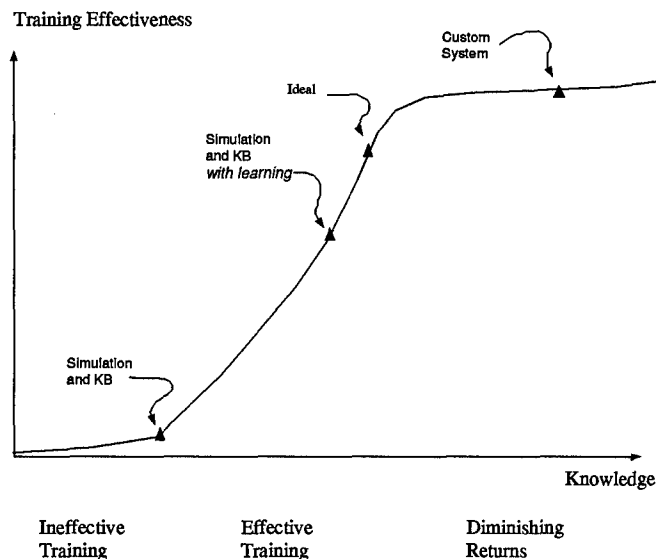 Training Effectiveness
Custom
System
Ideal
Simulation
and KB
with learning
Simulation
and KB
Knowledge
Ineffective
Training
Effective
Training
Diminishing
Returns